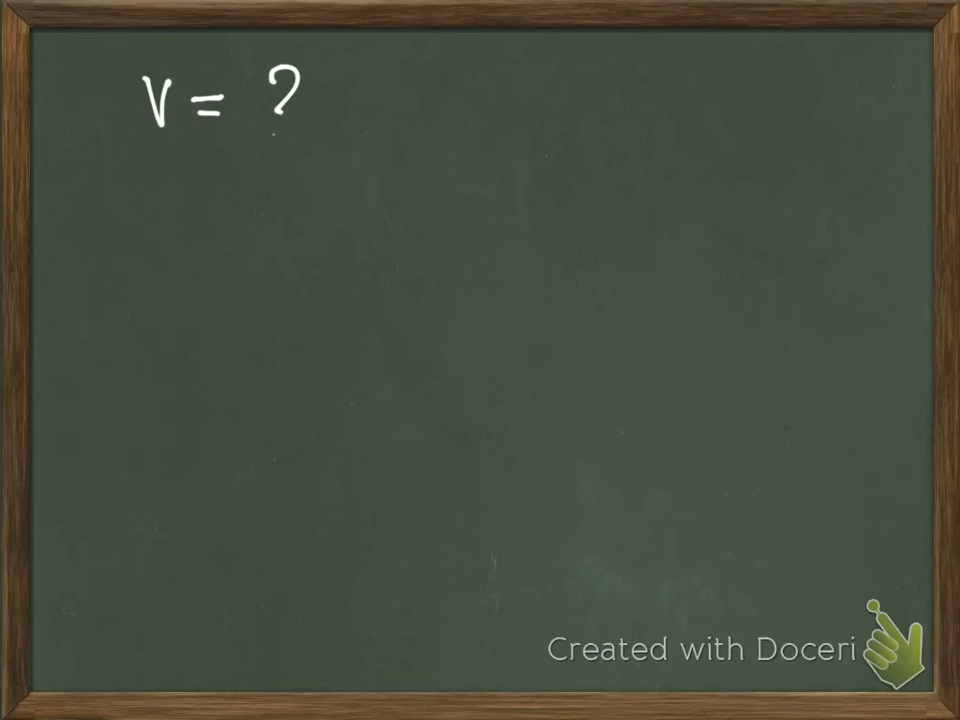 V = ?
Created with Doceri